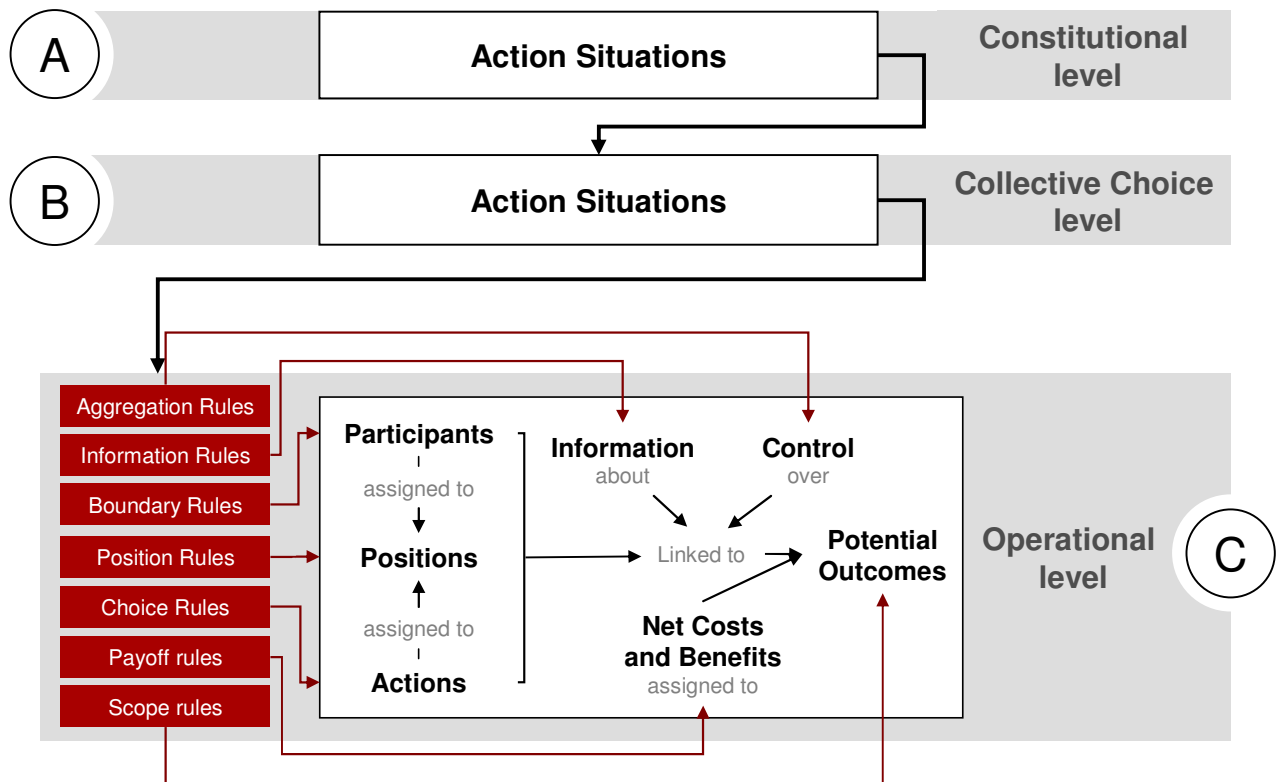 A
Action Situations
Constitutional
level
B
Action Situations
Collective Choice
level
Aggregation Rules
Information Rules
Boundary Rules
Position Rules
Choice Rules
Payoff rules
Scope rules
Participants
assigned to
Positions
assigned to
Actions
Information
about
Control
over
Linked to
Potential
Outcomes
Net Costs
and Benefits
assigned to
Operational
level
C